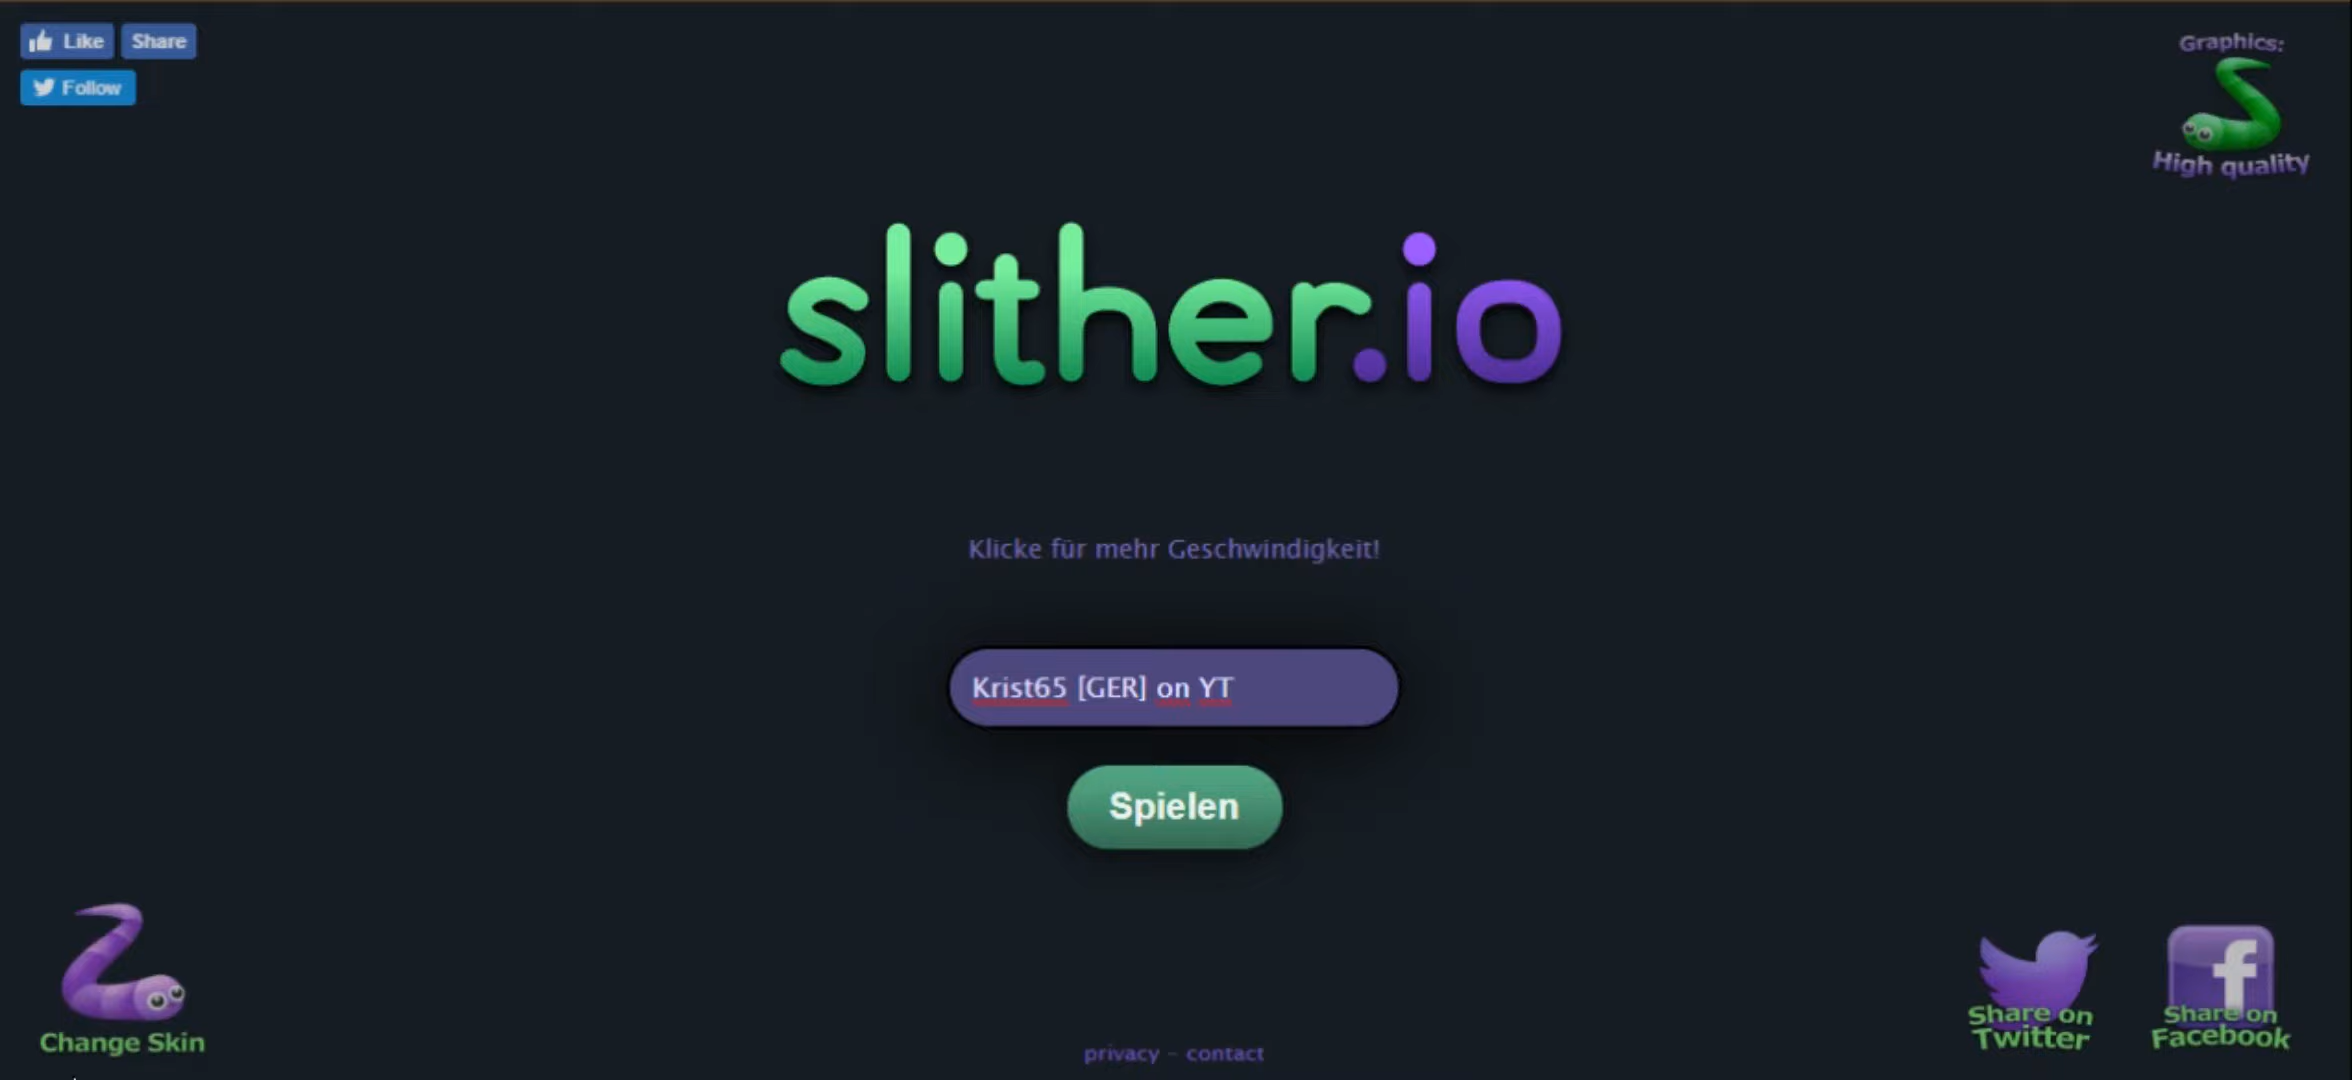 Like Share
Follow
Graphics:
High quality
slither.io
Klicke für mehr Geschwindigkeit!
Krist65 [GER] on YT
Spielen
Change Skin
privacy - contact
Share on
Twitter
Share on
Facebook